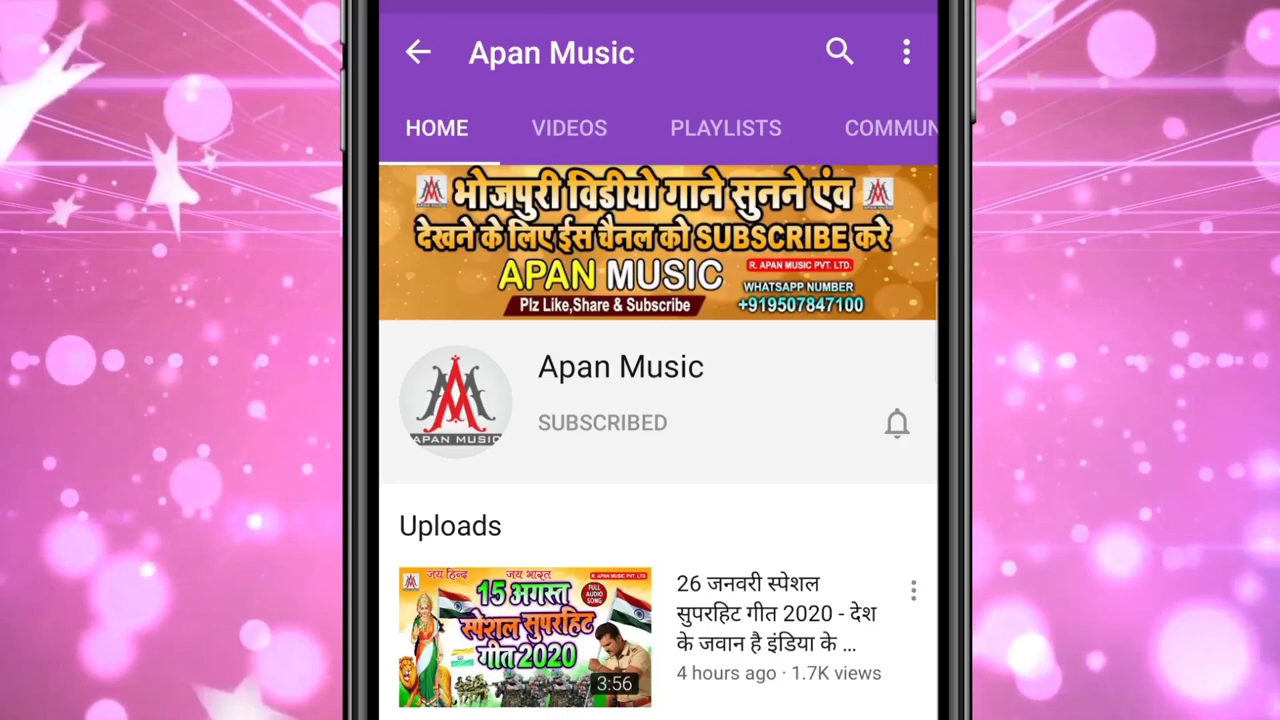 Apan Music
HOME VIDEOS PLAYLISTS COMMUN
भोजपुरी विडीयो गाने सुनने एंव
देखने के लिए ईस चैनल को SUBSCRIBE करे
APAN MUSIC
R. APAN MUSIC PVT. LTD.
WHATSAPP NUMBER
Plz Like,Share & Subscribe
+919507847100
Apan Music
SUBSCRIBED
APAN MUSIC
Uploads
जय हिन्द जय भारत
R. APAN MUSIC PVT. LTD
15 अगस्त
FULL
AUDIO
SONG
स्पेशल सुपरहिट
गीत 2020
3:56
26 जनवरी स्पेशल
सुपरहिट गीत 2020 - देश
के जवान है इंडिया के ...
4 hours ago · 1.7K views